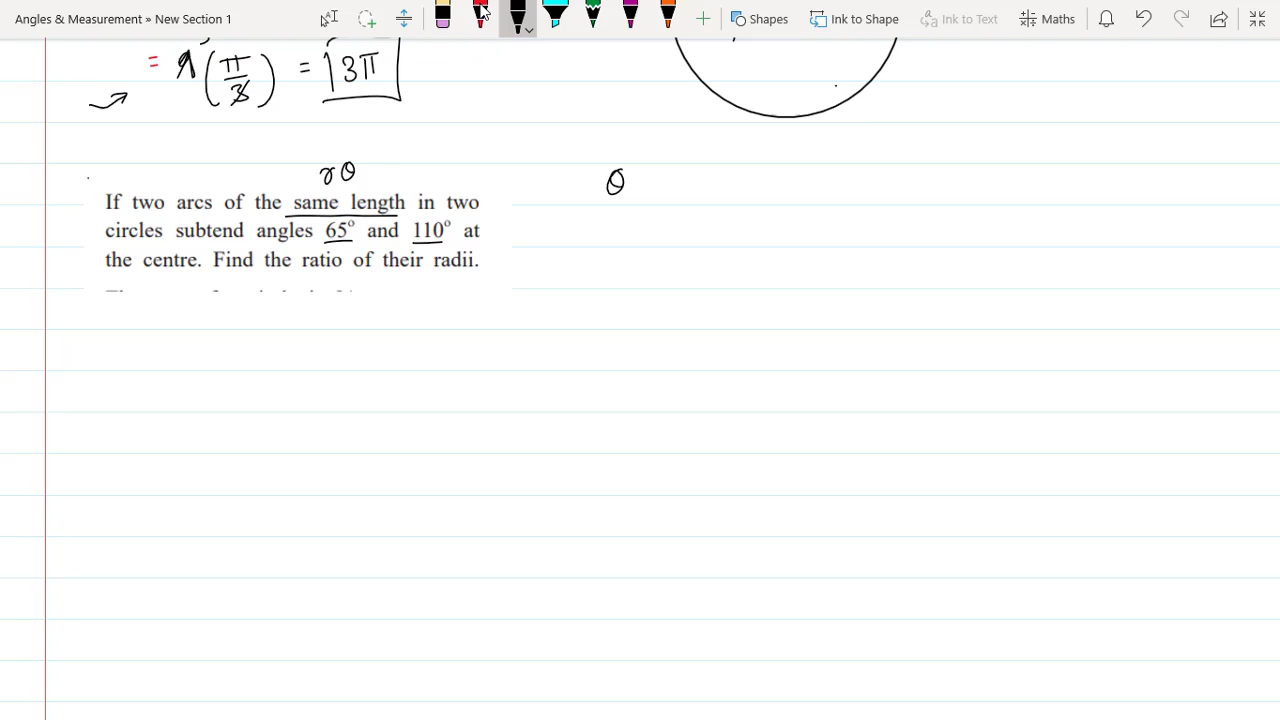 Angles & Measurement » New Section 1
Shapes
Ink to Shape
Ink to Text
Maths
= (π/3) = 3π
rθ
θ
If two arcs of the same length in two
circles subtend angles 65° and 110° at
the centre. Find the ratio of their radii.